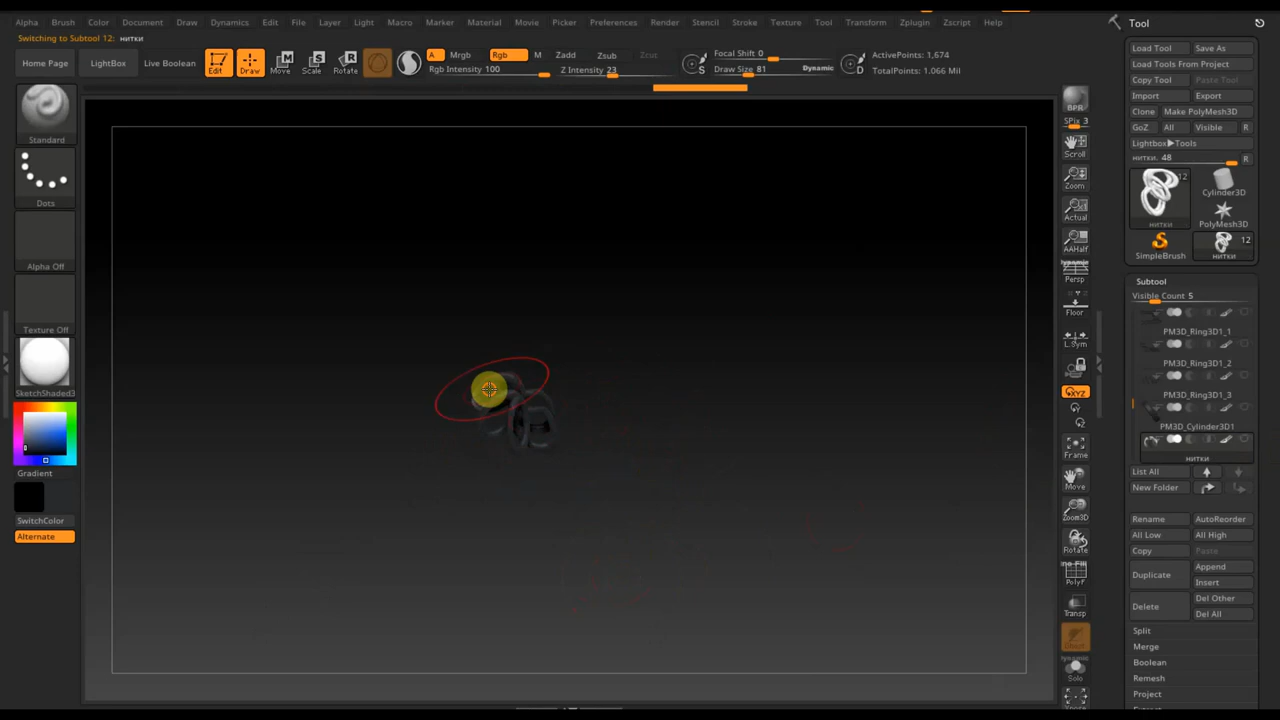 Alpha Brush Color Document Draw Dynamics Edit File Layer Light Macro Marker Material Movie Picker Preferences Render Stencil Stroke Texture Tool Transform Zplugin Zscript Help
Switching to Subtool 12: нитки
Home Page LightBox Live Boolean Edit Draw Move Scale Rotate
A Mrgb Rgb M Zadd Zsub Zcut
Rgb Intensity 100 Z Intensity 23
Focal Shift 0
Draw Size 81 Dynamic
ActivePoints: 1,674
TotalPoints: 1.066 Mil
Standard
Dots
Alpha Off
Texture Off
SketchShaded3
Gradient
SwitchColor
Alternate
BPR
SPix 3
Scroll
Zoom
Actual
AAHalf
Dynamic
Persp
Floor
L.Sym
XYZ
Frame
Move
Zoom3D
Rotate
PolyF
Transp
Dynamic
Solo
Tool
Load Tool Save As
Load Tools From Project
Copy Tool Paste Tool
Import Export
Clone Make PolyMesh3D
GoZ All Visible R
Lightbox▶Tools
нитки. 48 R
12
Cylinder3D
PolyMesh3D
нитки
SimpleBrush
12
нитки
Subtool
Visible Count 5
PM3D_Ring3D1_1
PM3D_Ring3D1_2
PM3D_Ring3D1_3
PM3D_Cylinder3D1
нитки
List All
New Folder
Rename AutoReorder
All Low All High
Copy Paste
Duplicate Append
Insert
Delete Del Other
Del All
Split
Merge
Boolean
Remesh
Project